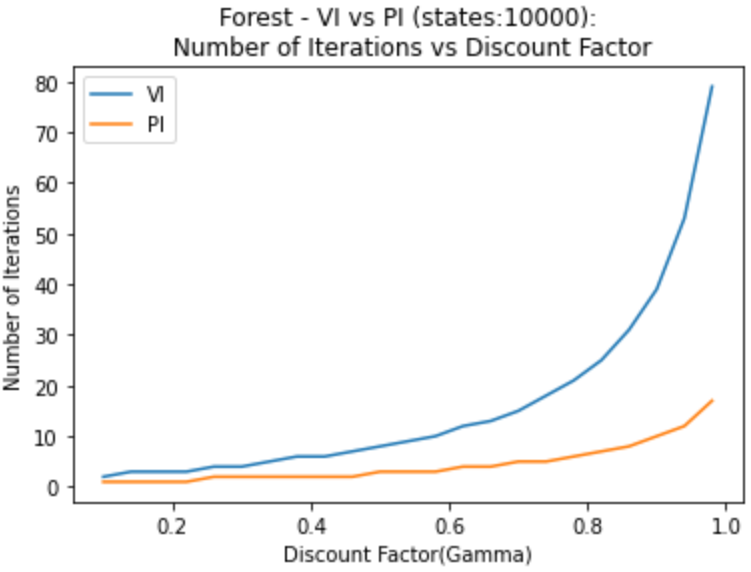 Forest - VI vs PI (states:10000):
Number of Iterations vs Discount Factor
VI
PI
80
70
60
50
40
30
20
10
0
Number of Iterations
0.2
0.4
0.6
0.8
1.0
Discount Factor(Gamma)